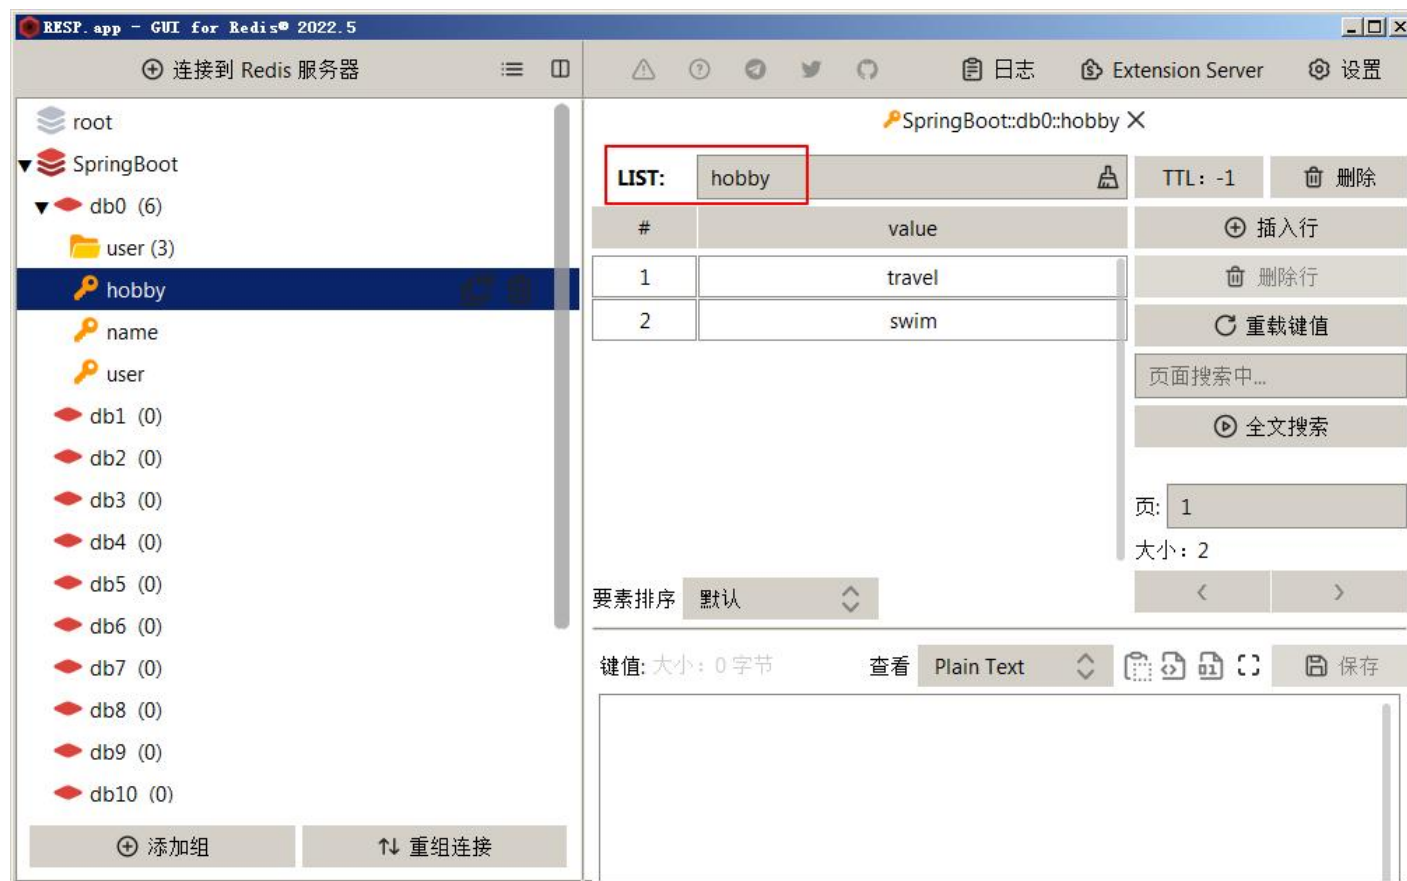 RESP.app - GUI for Redis® 2022.5
连接到 Redis 服务器
日志 Extension Server 设置
root
SpringBoot
db0 (6)
user (3)
hobby
name
user
db1 (0)
db2 (0)
db3 (0)
db4 (0)
db5 (0)
db6 (0)
db7 (0)
db8 (0)
db9 (0)
db10 (0)
添加组 重组连接
SpringBoot::db0::hobby
LIST: hobby TTL: -1 删除
# value
1 travel
2 swim
插入行
删除行
重载键值
页面搜索中...
全文搜索
页: 1
大小: 2
< >
要素排序 默认
键值: 大小: 0 字节 查看 Plain Text 保存